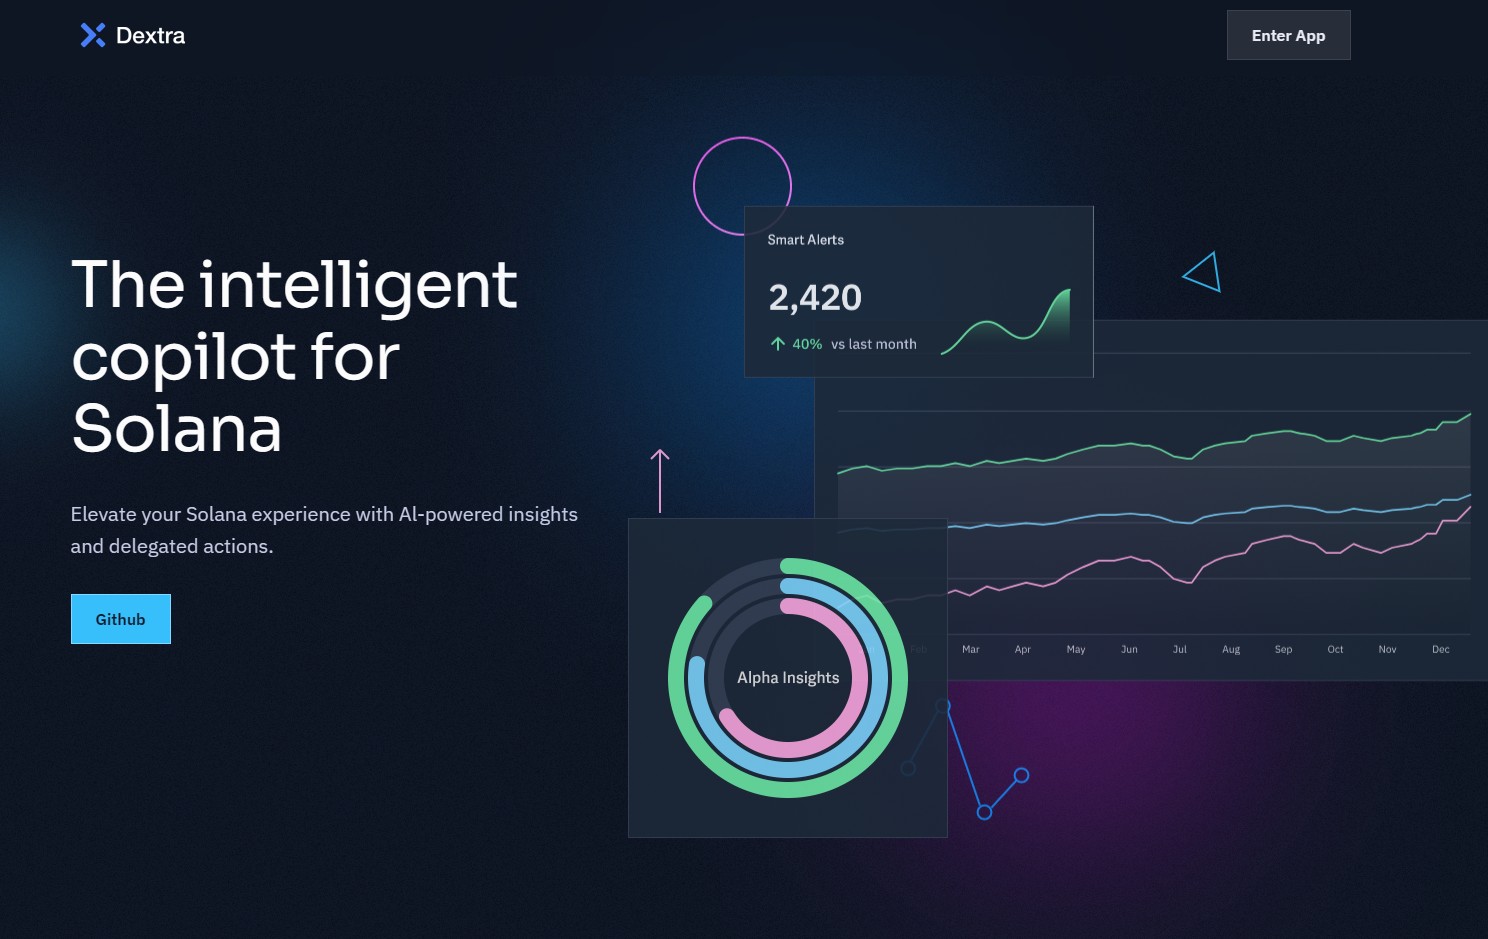 Dextra
Enter App
The intelligent
copilot for
Solana
Elevate your Solana experience with AI-powered insights
and delegated actions.
Github
Smart Alerts
2,420
40% vs last month
Feb Mar Apr May Jun Jul Aug Sep Oct Nov Dec
Alpha Insights